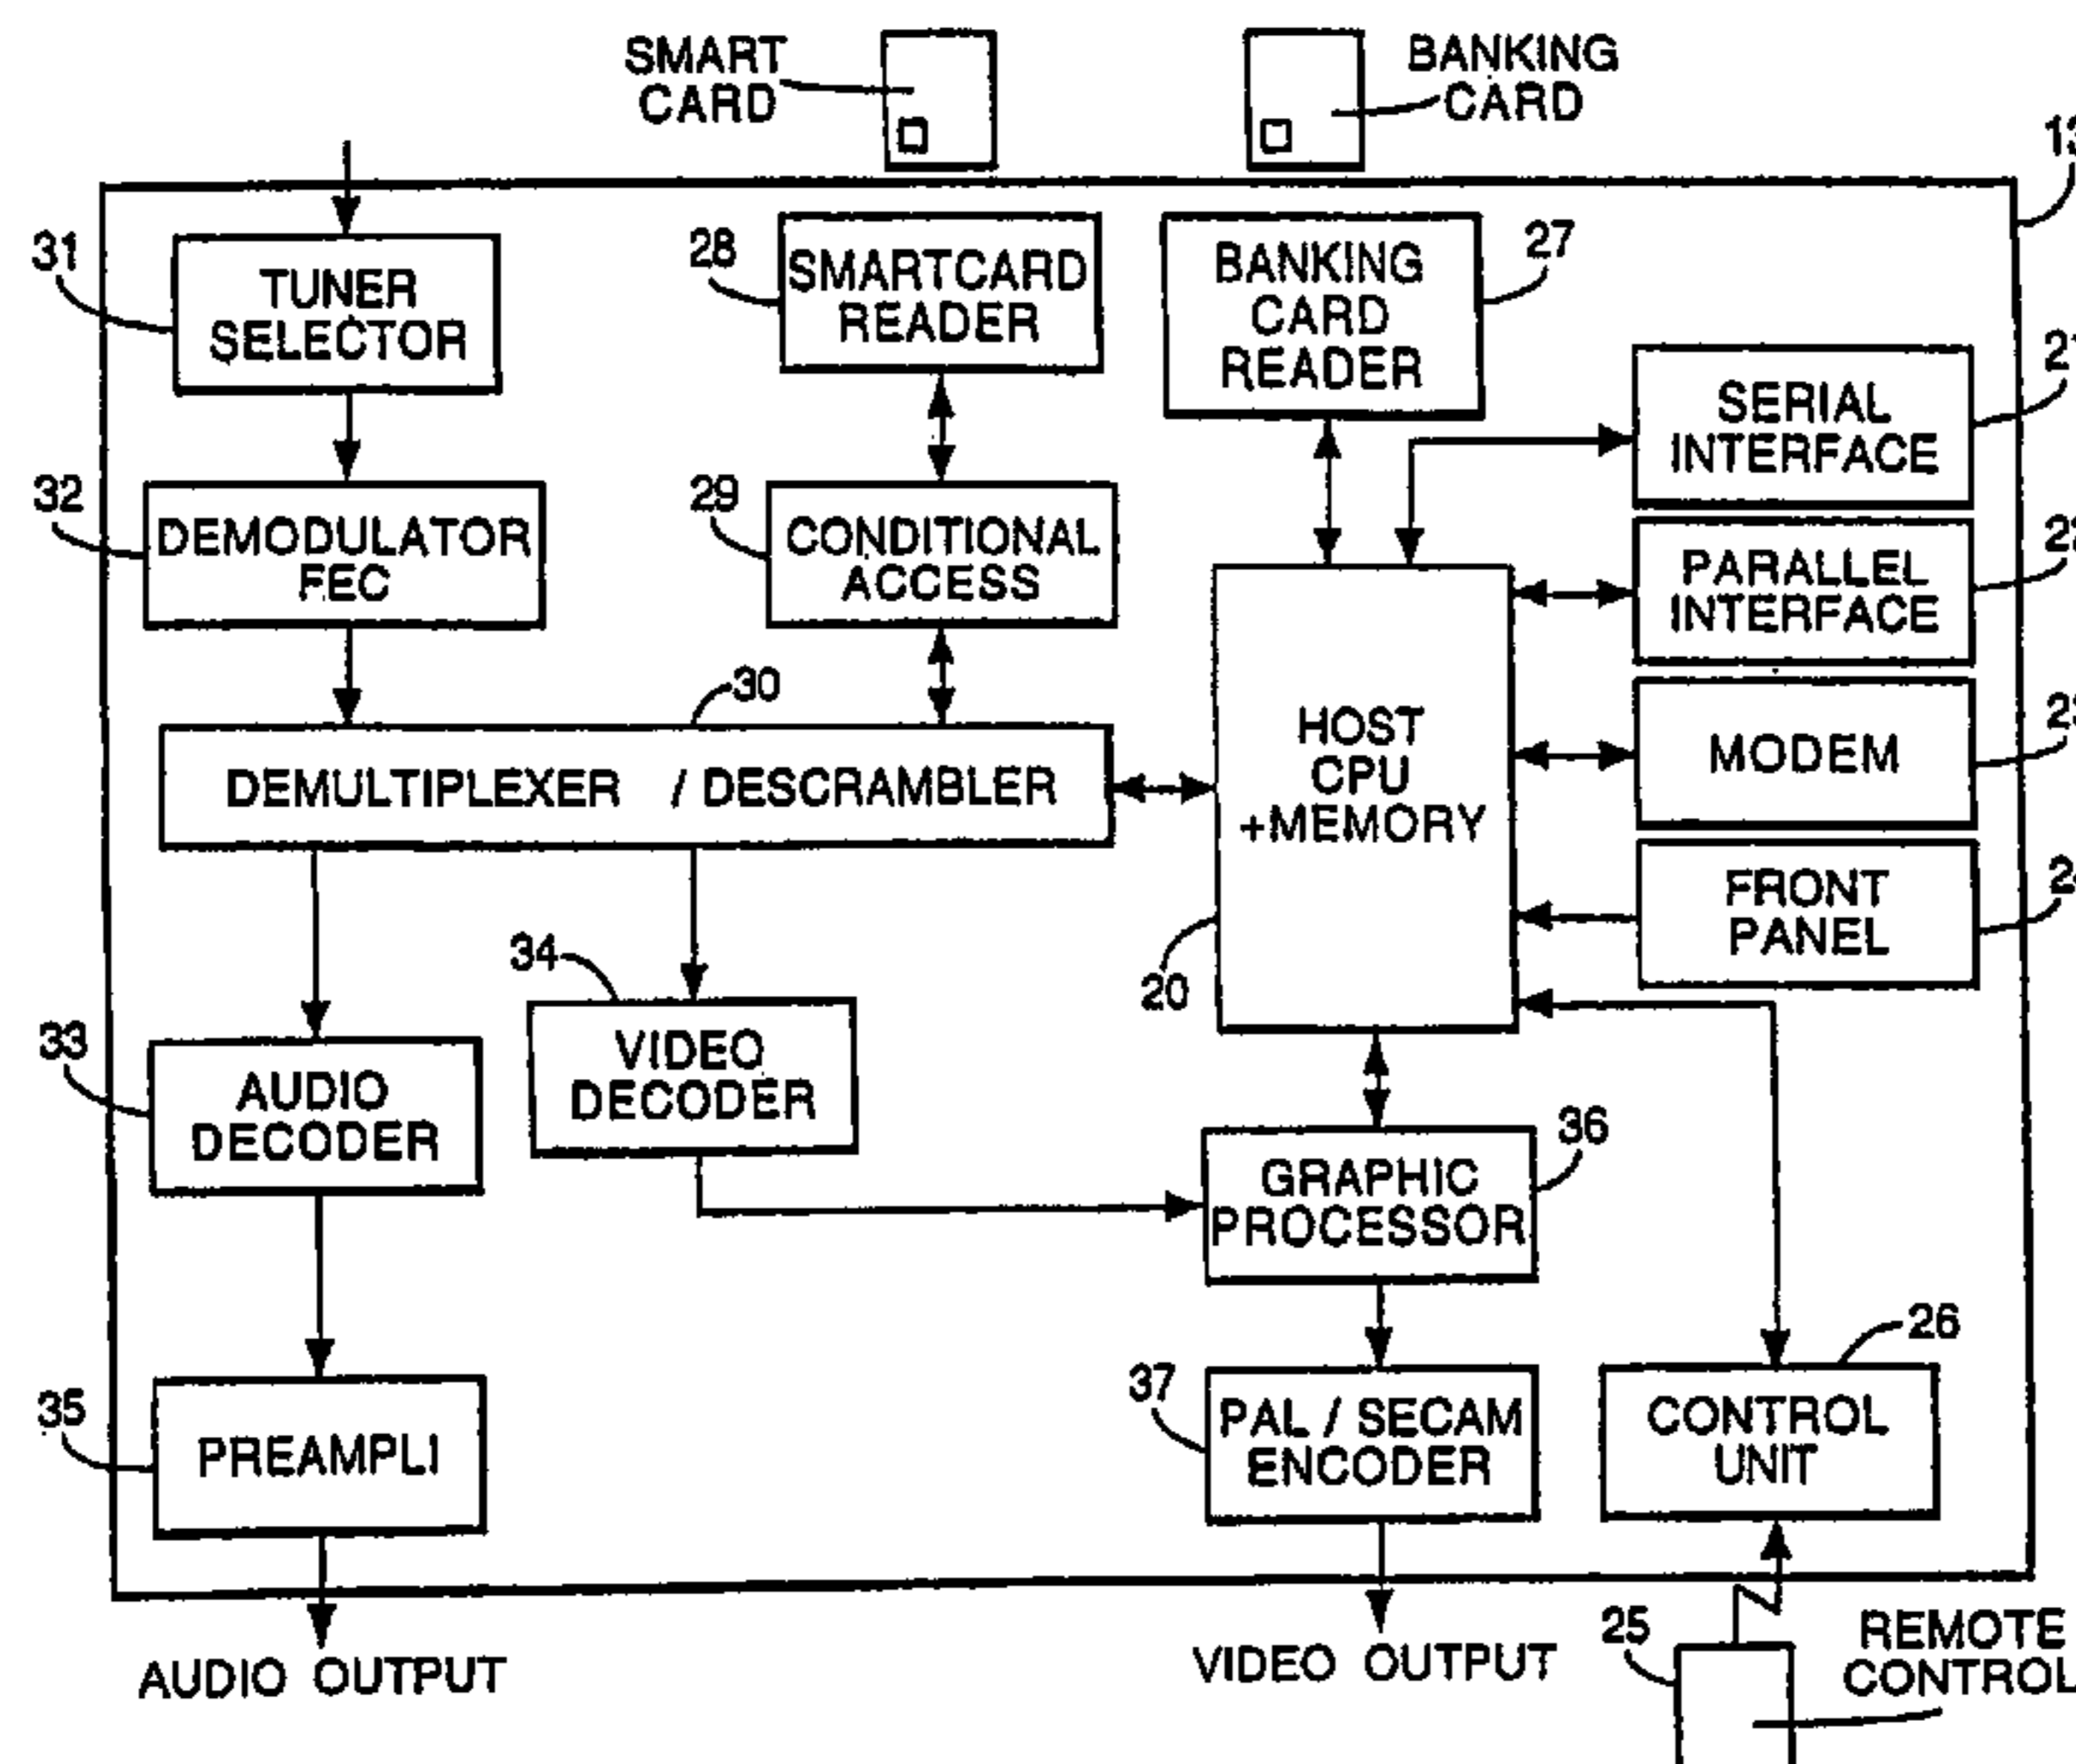 SMART
CARD
BANKING
CARD
13
31
TUNER
SELECTOR
28
SMARTCARD
READER
BANKING
CARD
READER
27
SERIAL
INTERFACE
32
DEMODULATOR
FEC
29
CONDITIONAL
ACCESS
PARALLEL
INTERFACE
22
30
DEMULTIPLEXER / DESCRAMBLER
HOST
CPU
+MEMORY
20
MODEM
23
FRONT
PANEL
34
VIDEO
DECODER
33
AUDIO
DECODER
36
GRAPHIC
PROCESSOR
26
CONTROL
UNIT
35
PREAMPLI
37
PAL / SECAM
ENCODER
AUDIO OUTPUT
VIDEO OUTPUT
25
REMOTE
CONTROL